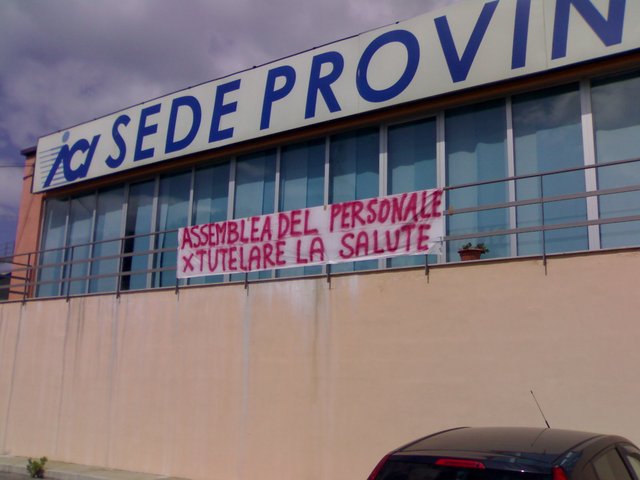 ACI SEDE PROVIN
ASSEMBLEA DEL PERSONALE
X TUTELARE LA SALUTE